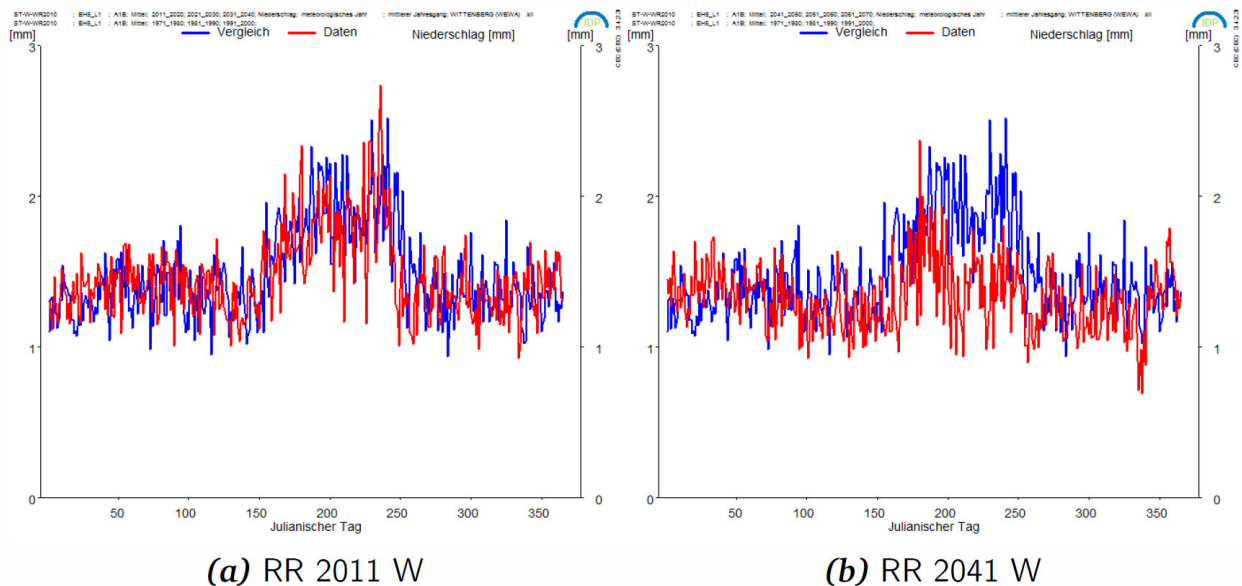 ST-W-WR2010 ; EH5_L1 ; A1B; Mittel; 2011_2020; 2021_2030; 2031_2040; Niederschlag; meteorologisches Jahr ; mittlerer Jahresgang; WITTENBERG (WEWA) .xll
ST-W-WR2010 ; EH5_L1 ; A1B; Mittel; 1971_1980; 1981_1990; 1991_2000;
[mm] Vergleich Daten Niederschlag [mm] [mm]
IDP
3 3
2 2
1 1
0 0
50 100 150 200 250 300 350
Julianischer Tag
(a) RR 2011 W
ST-W-WR2010 ; EH5_L1 ; A1B; Mittel; 2041_2050; 2051_2060; 2061_2070; Niederschlag; meteorologisches Jahr ; mittlerer Jahresgang; WITTENBERG (WEWA) .xll
ST-W-WR2010 ; EH5_L1 ; A1B; Mittel; 1971_1980; 1981_1990; 1991_2000;
[mm] Vergleich Daten Niederschlag [mm] [mm]
IDP
3 3
2 2
1 1
0 0
50 100 150 200 250 300 350
Julianischer Tag
(b) RR 2041 W